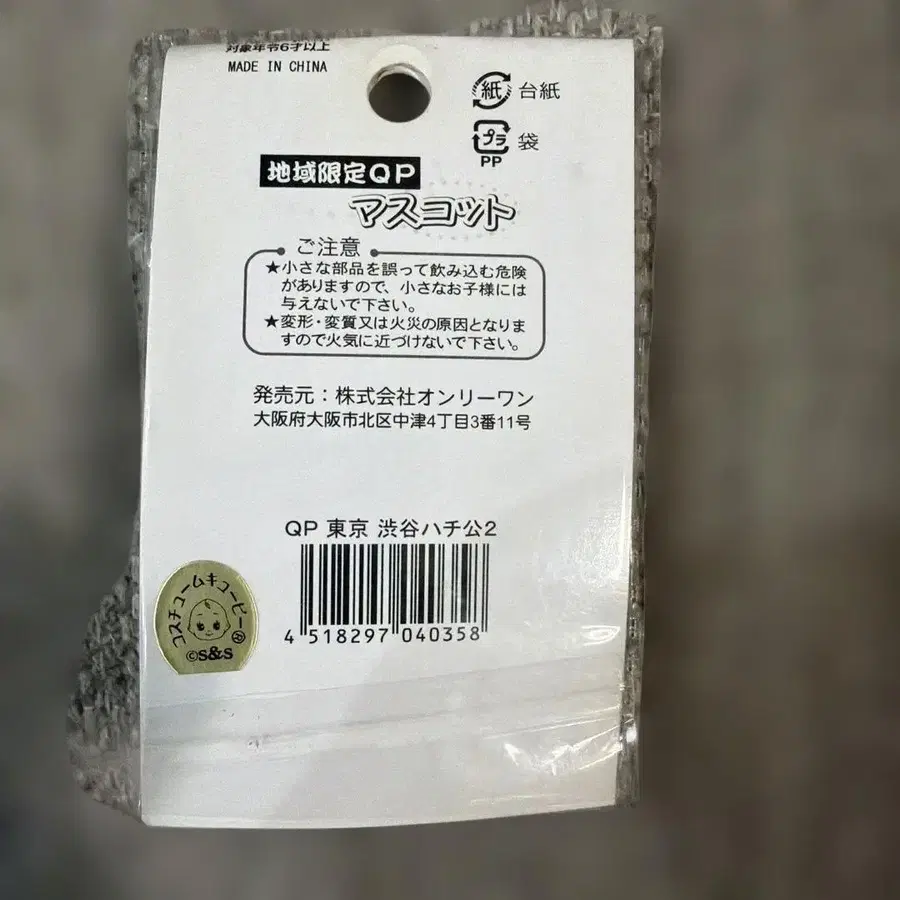 対象年令6才以上
MADE IN CHINA
紙 台紙
プラ 袋
PP
地域限定QP
マスコット
ご注意
★小さな部品を誤って飲み込む危険
がありますので、小さなお子様には
与えないで下さい。
★変形・変質又は火災の原因となりま
すので火気に近づけないで下さい。
発売元：株式会社オンリーワン
大阪府大阪市北区中津4丁目3番11号
QP 東京 渋谷ハチ公2
4 518297 040358
コスチュームキューピー®
©S&S